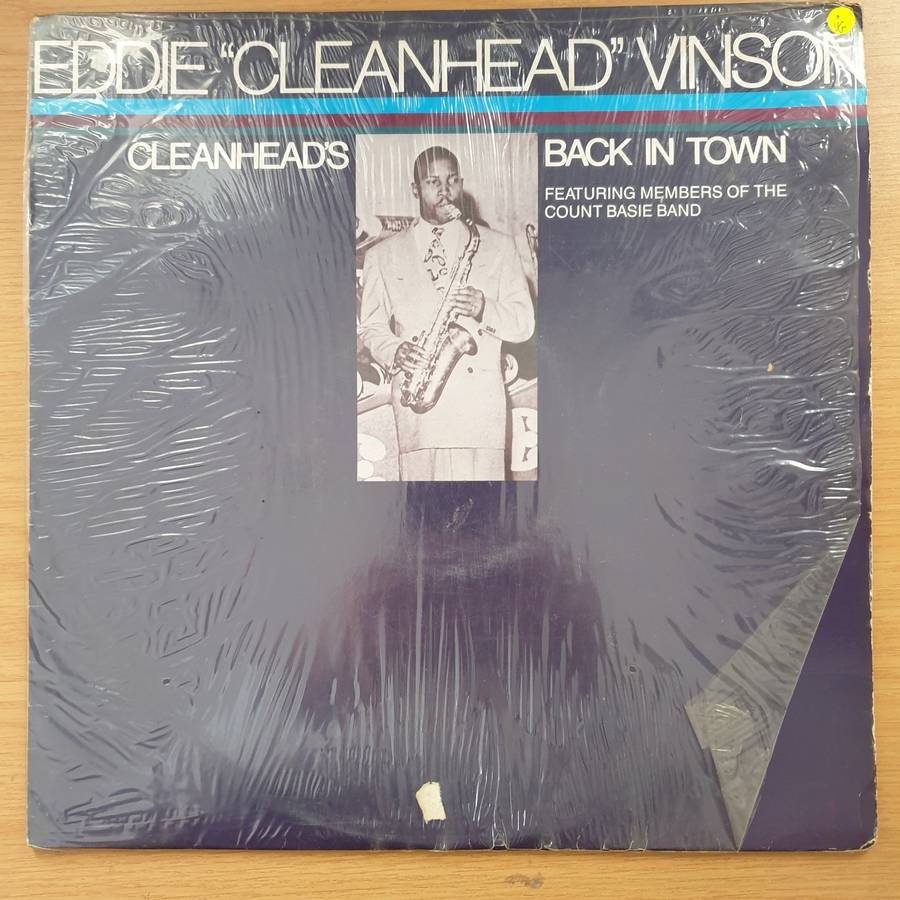 EDDIE "CLEANHEAD" VINSON
CLEANHEAD'S BACK IN TOWN
FEATURING MEMBERS OF THE
COUNT BASIE BAND